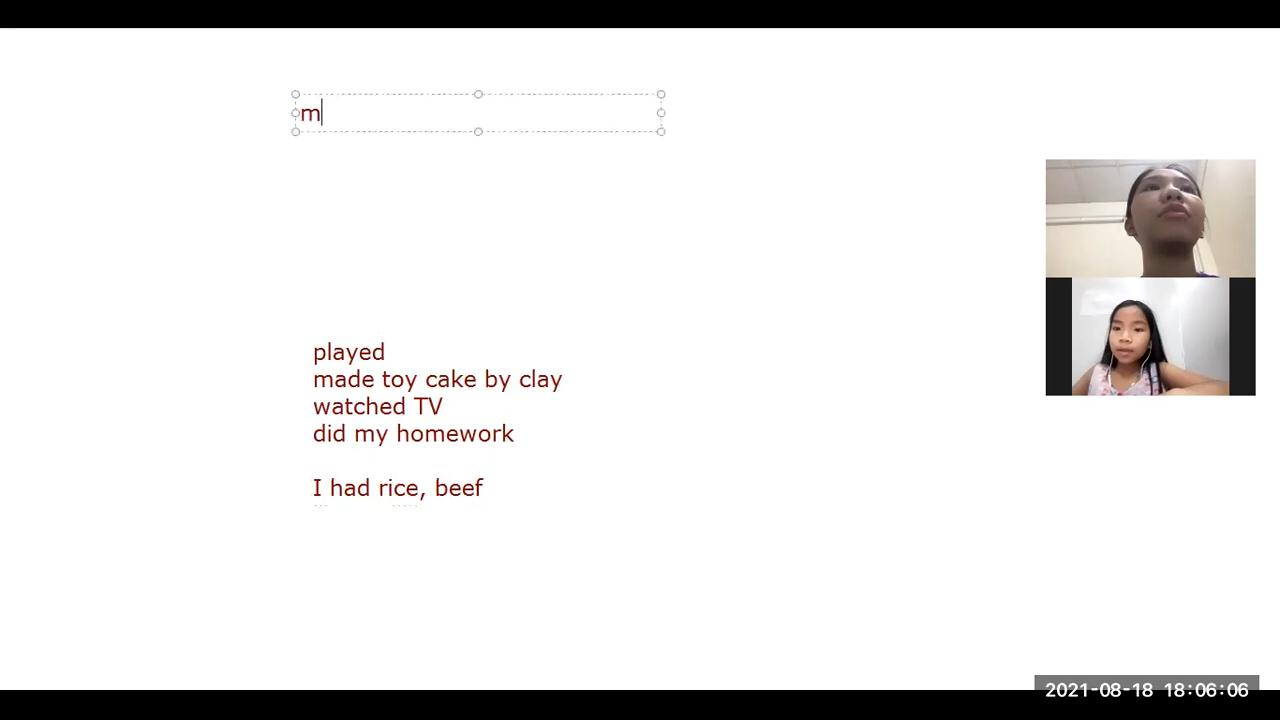 m
played
made toy cake by clay
watched TV
did my homework
I had rice, beef
2021-08-18 18:06:06